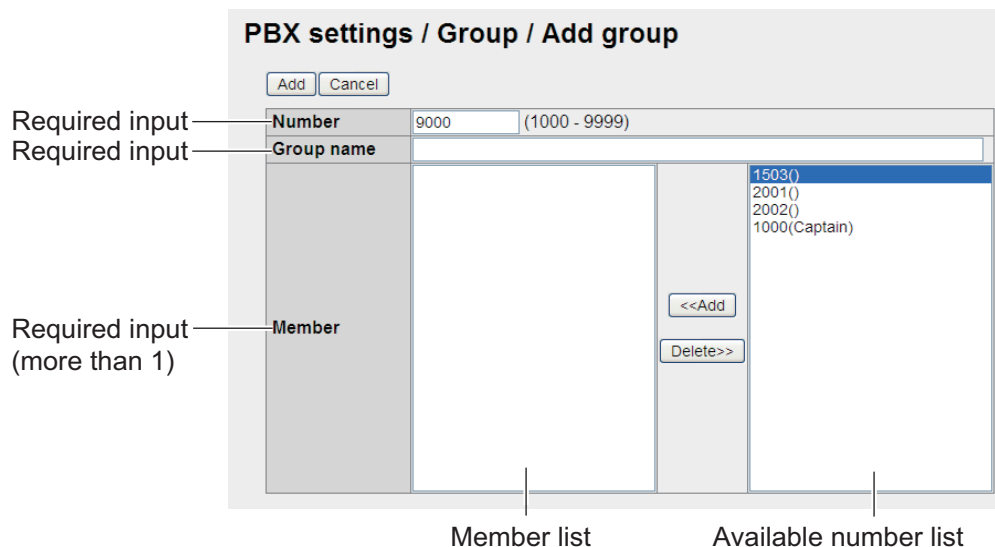 PBX settings / Group / Add group
Add Cancel
Required input Number 9000 (1000 - 9999)
Required input Group name
1503()
2001()
2002()
1000(Captain)
<<Add
Required input Member
(more than 1)
Delete>>
Member list Available number list